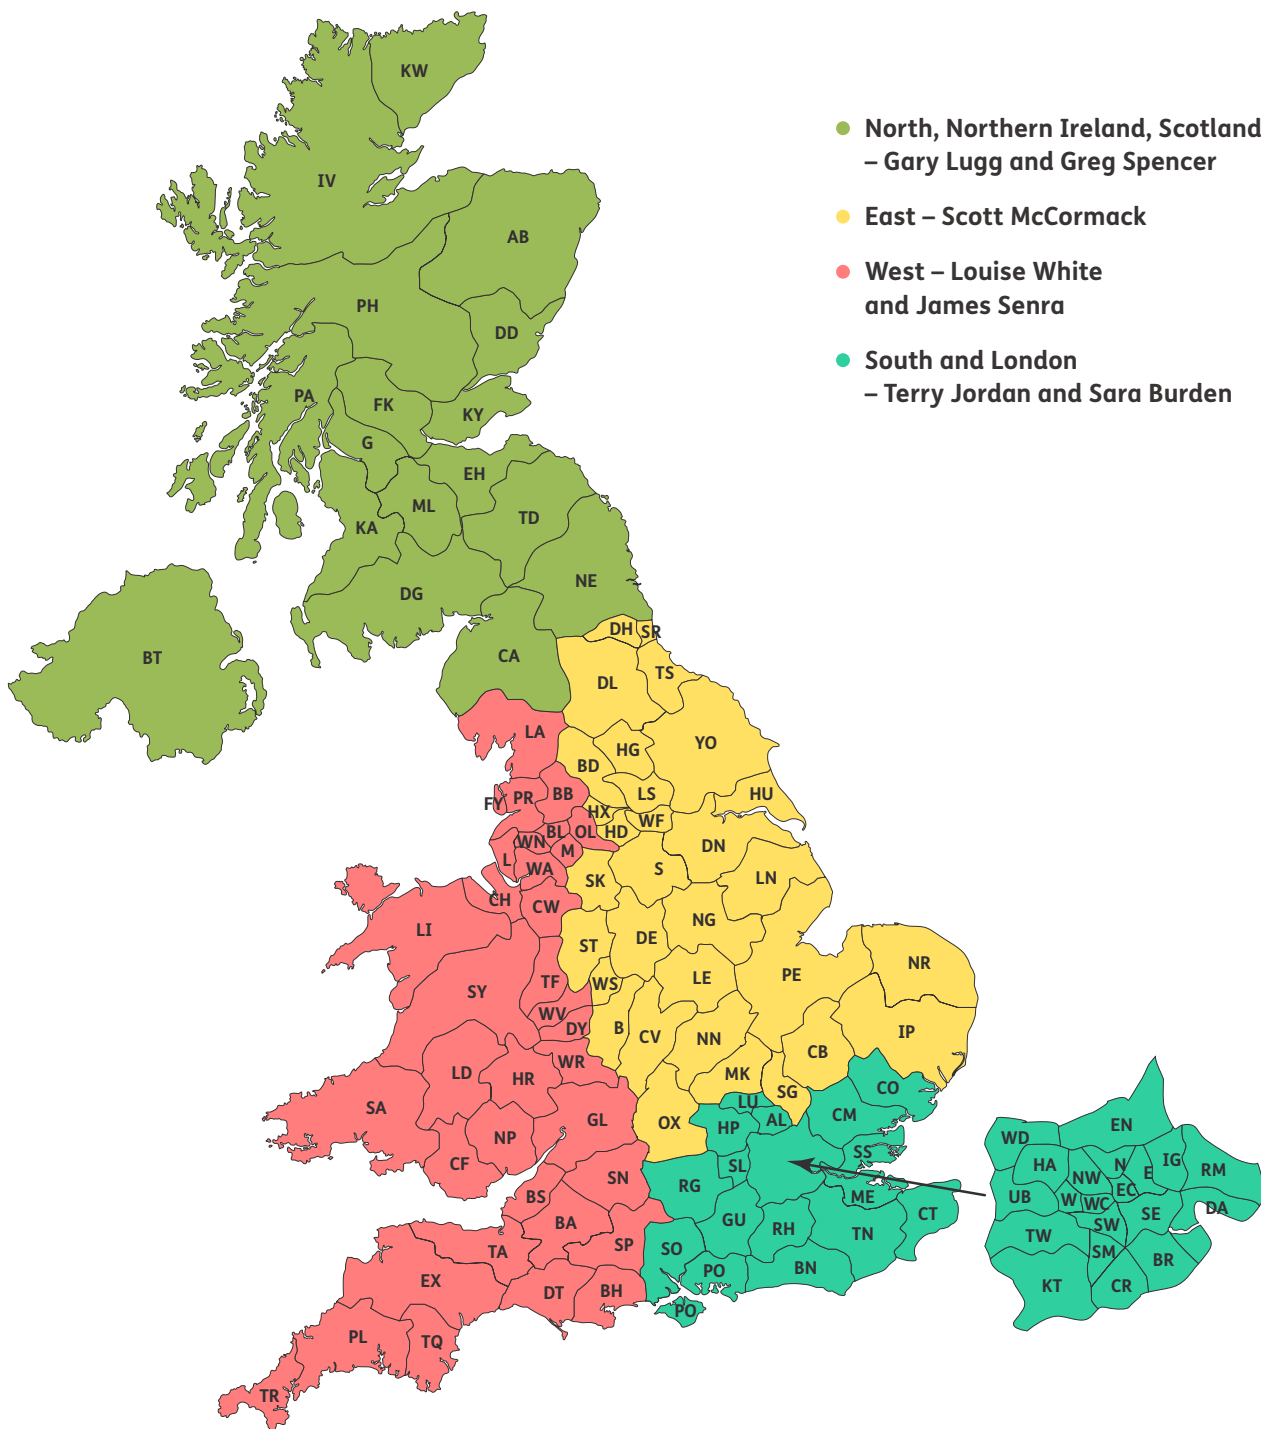 North, Northern Ireland, Scotland
– Gary Lugg and Greg Spencer
East – Scott McCormack
West – Louise White
and James Senra
South and London
– Terry Jordan and Sara Burden
KW
IV
AB
PH
DD
PA
FK
KY
G
EH
ML
TD
KA
NE
DG
BT
CA
DH
SR
TS
DL
LA
YO
HG
BD
FY
PR
BB
LS
HU
HX
WF
BL
OL
HD
WN
DN
L
M
WA
S
SK
LN
CH
CW
NG
LI
DE
ST
NR
TF
WS
LE
PE
SY
WV
DY
B
CV
NN
IP
CB
WR
LD
HR
MK
SG
CO
LU
SA
GL
OX
HP
AL
CM
NP
CF
SS
SL
SN
RG
BS
ME
CT
BA
GU
RH
TN
TA
SP
SO
EX
PO
BN
DT
BH
PO
PL
TQ
TR
EN
WD
HA
N
E
IG
RM
NW
EC
UB
W
WC
SE
DA
SW
TW
SM
BR
KT
CR